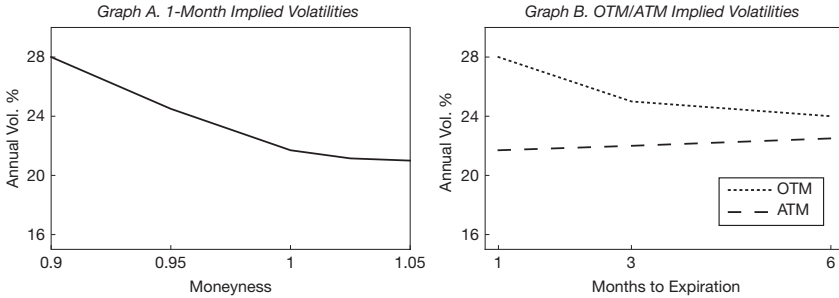 Graph A. 1-Month Implied Volatilities
Annual Vol. %
28
24
20
16
0.9
0.95
1
1.05
Moneyness
Graph B. OTM/ATM Implied Volatilities
Annual Vol. %
28
24
20
16
OTM
ATM
1
3
6
Months to Expiration